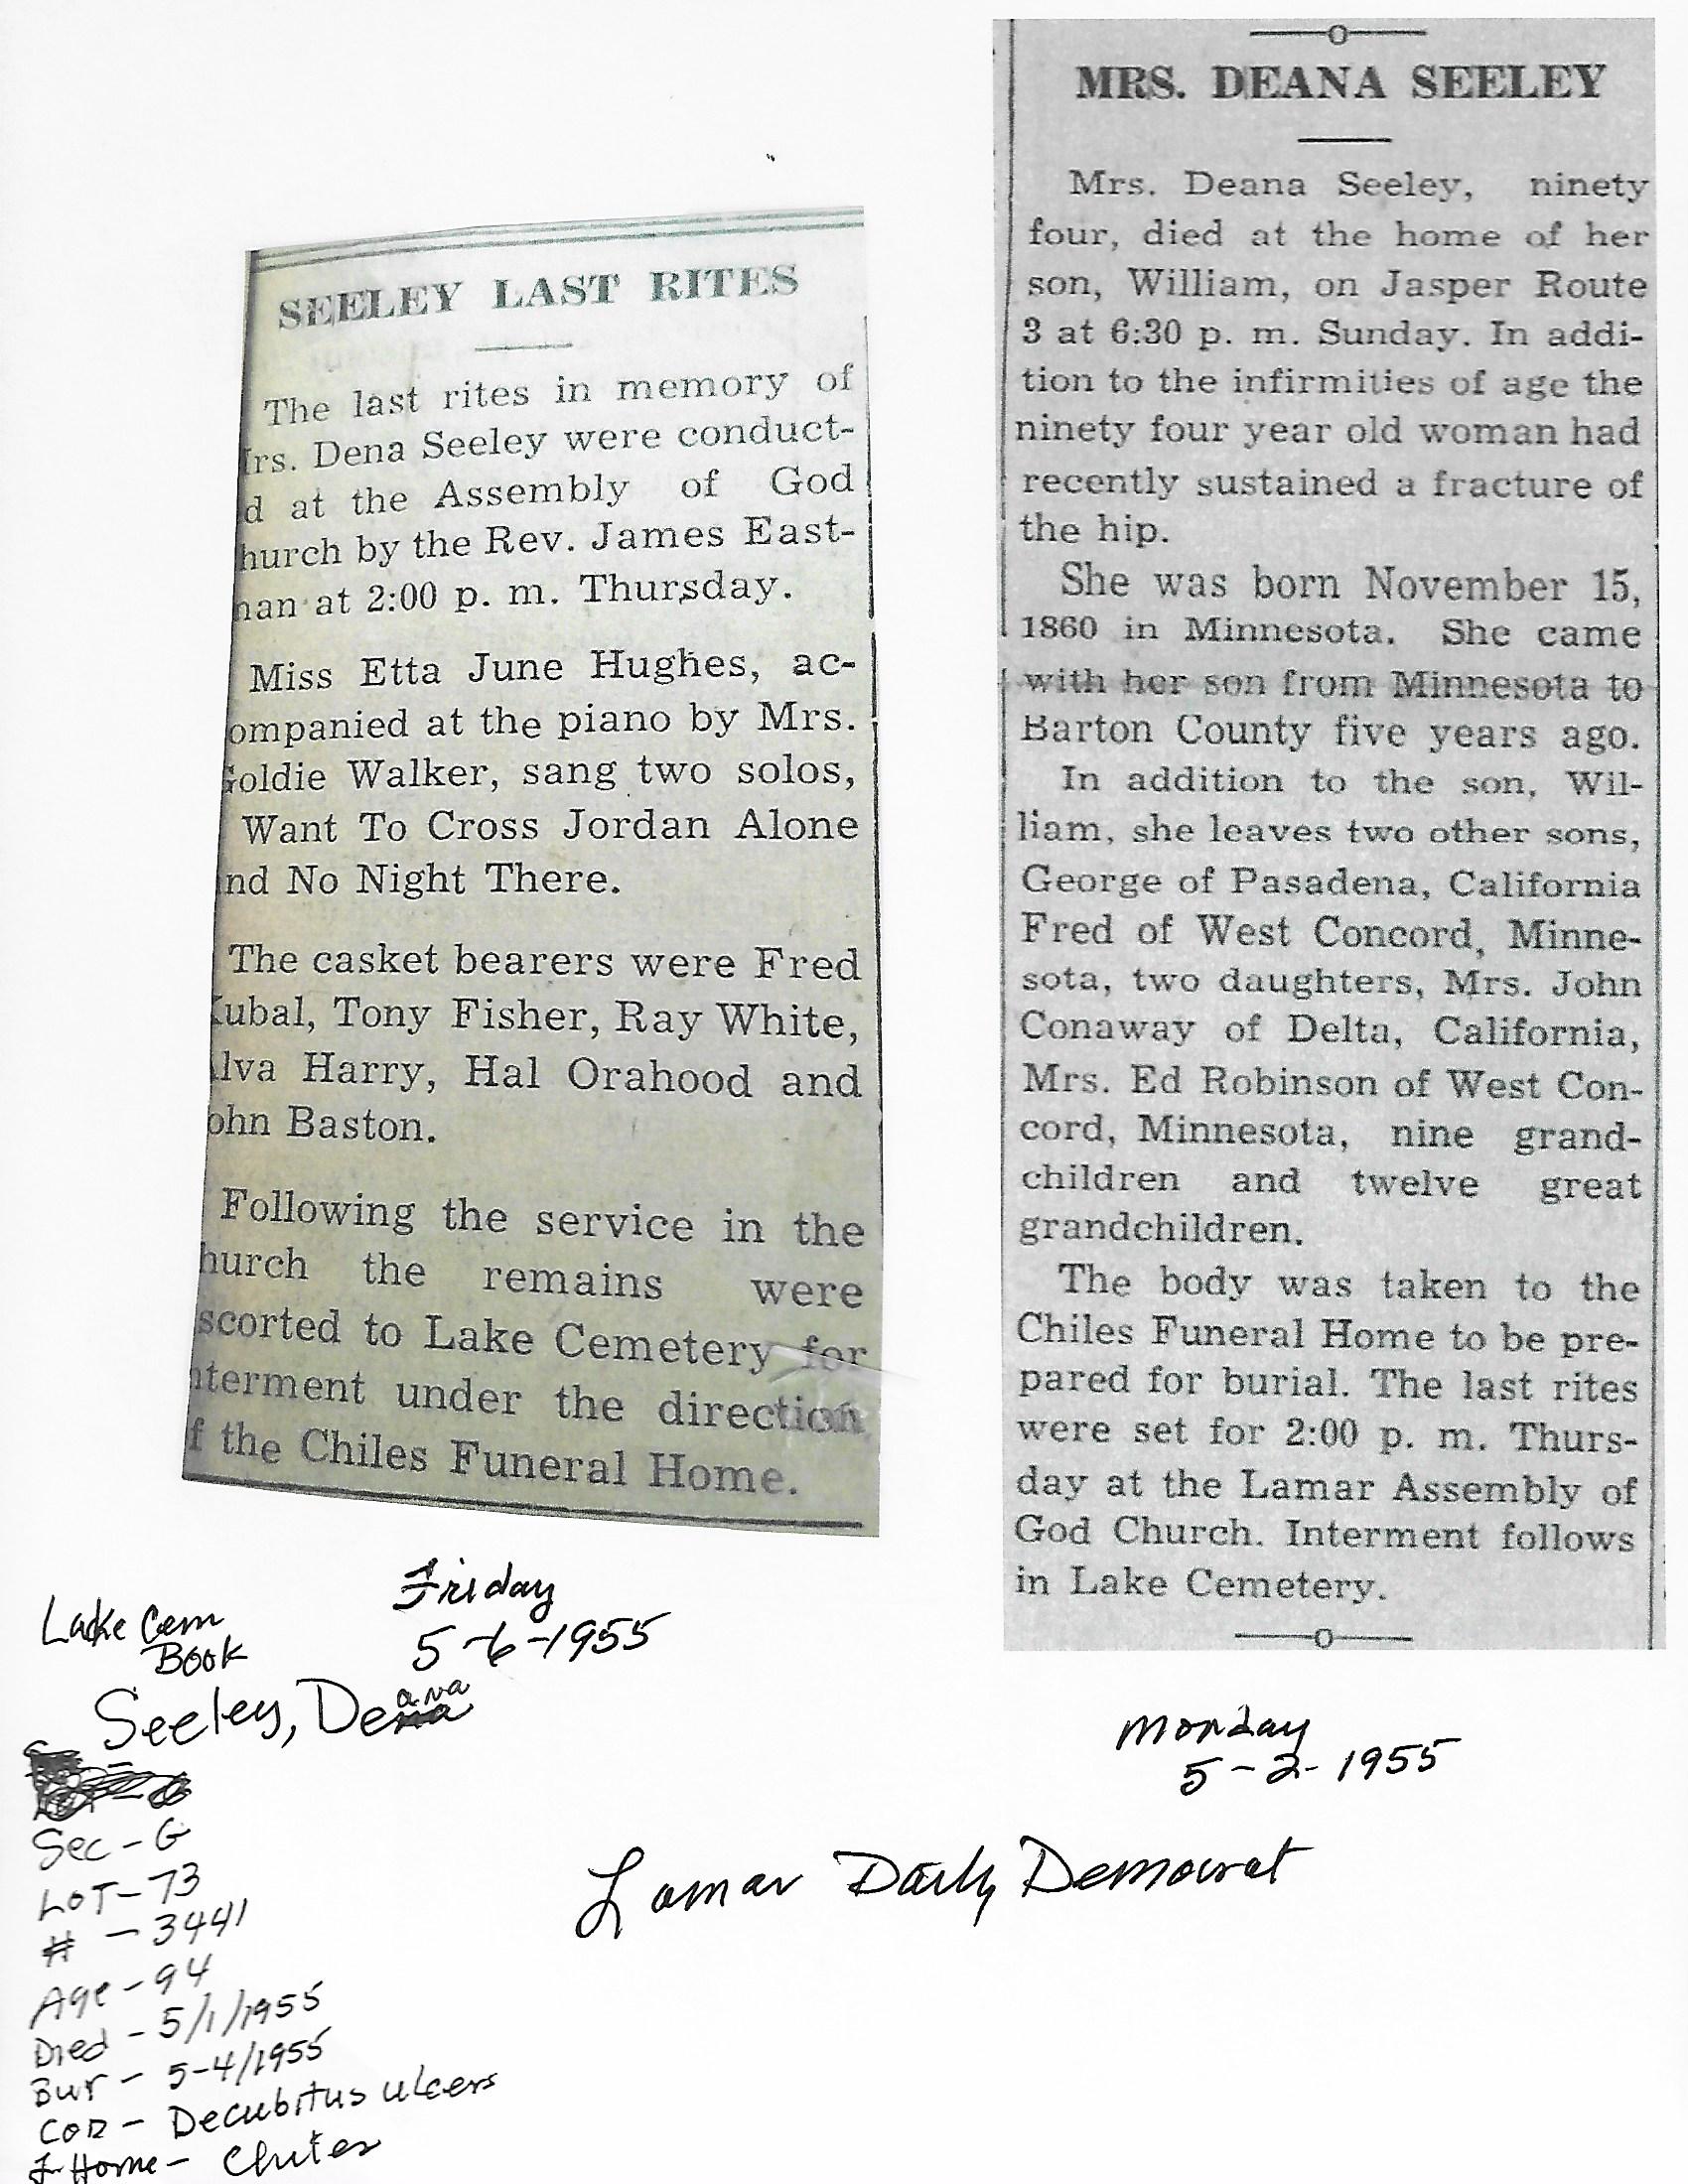 SEELEY LAST RITES
The last rites in memory of
rs. Dena Seeley were conduct-
d at the Assembly of God
hurch by the Rev. James East-
nan at 2:00 p. m. Thursday.
Miss Etta June Hughes, ac-
ompanied at the piano by Mrs.
Goldie Walker, sang two solos,
Want To Cross Jordan Alone
nd No Night There.
The casket bearers were Fred
Kubal, Tony Fisher, Ray White,
Alva Harry, Hal Orahood and
ohn Baston.
Following the service in the
hurch the remains were
scorted to Lake Cemetery for
nterment under the direction
f the Chiles Funeral Home.
Friday
5-6-1955
MRS. DEANA SEELEY
Mrs. Deana Seeley, ninety
four, died at the home of her
son, William, on Jasper Route
3 at 6:30 p. m. Sunday. In addi-
tion to the infirmities of age the
ninety four year old woman had
recently sustained a fracture of
the hip.
She was born November 15,
1860 in Minnesota. She came
with her son from Minnesota to
Barton County five years ago.
In addition to the son, Wil-
liam, she leaves two other sons,
George of Pasadena, California
Fred of West Concord, Minne-
sota, two daughters, Mrs. John
Conaway of Delta, California,
Mrs. Ed Robinson of West Con-
cord, Minnesota, nine grand-
children and twelve great
grandchildren.
The body was taken to the
Chiles Funeral Home to be pre-
pared for burial. The last rites
were set for 2:00 p. m. Thurs-
day at the Lamar Assembly of
God Church. Interment follows
in Lake Cemetery.
Monday
5-2-1955
Lamar Daily Democrat
Lake Cem
Book
Seeley, Deana
Sec - G
LOT - 73
# - 3441
Age - 94
Died - 5/1/1955
Bur - 5-4/1955
COD - Decubitus ulcers
F Home - Chiles